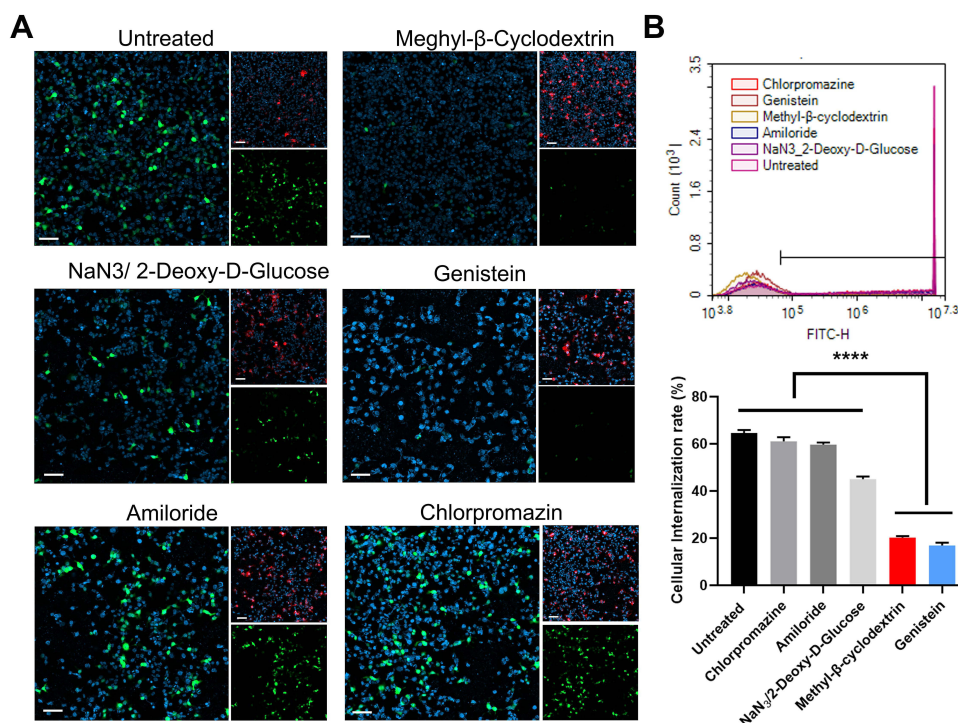 A
Untreated
Meghyl-β-Cyclodextrin
NaN3/ 2-Deoxy-D-Glucose
Genistein
Amiloride
Chlorpromazin
B
3.5
2.4
1.6
0.8
0
Count (10^3)
Chlorpromazine
Genistein
Methyl-β-cyclodextrin
Amiloride
NaN3_2-Deoxy-D-Glucose
Untreated
10^3.8
10^5
10^6
10^7.3
FITC-H
****
Cellular Internalization rate (%)
80
60
40
20
0
Untreated
Chlorpromazine
Amiloride
NaN₃/2-Deoxy-D-Glucose
Methyl-β-cyclodextrin
Genistein